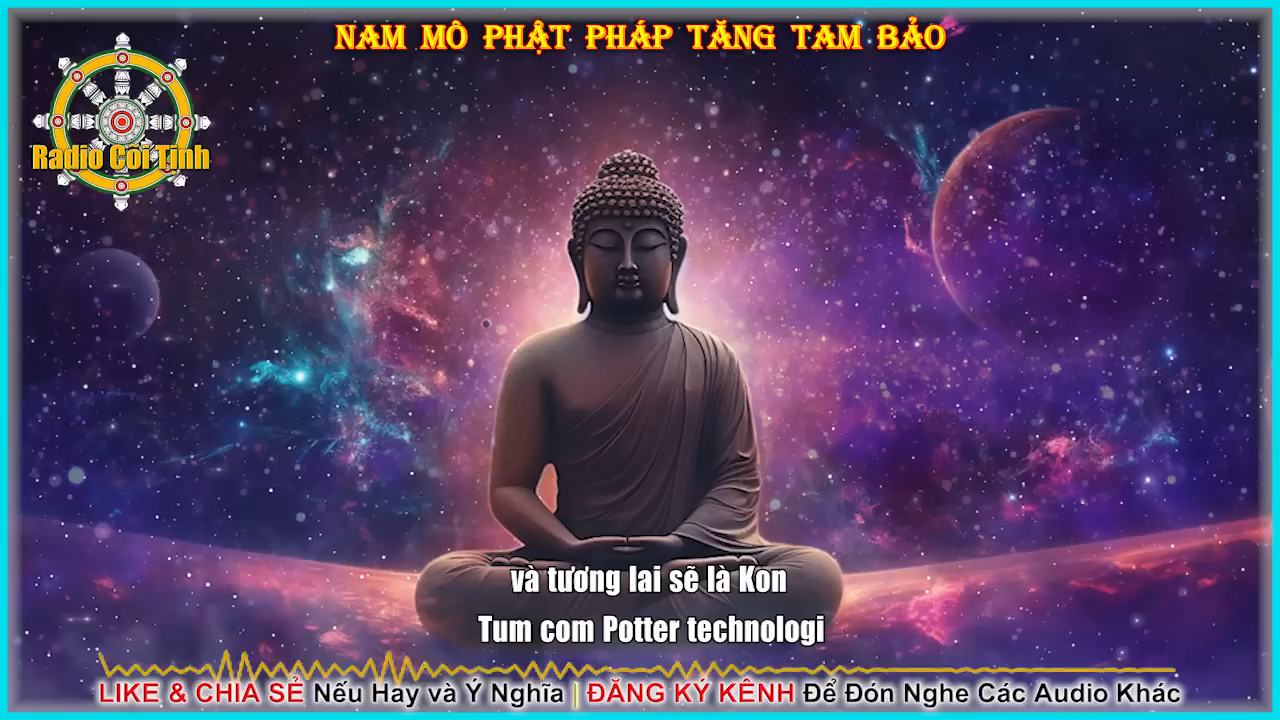 NAM MÔ PHẬT PHÁP TĂNG TAM BẢO
Radio Cõi Tịnh
và tương lai sẽ là Kon
Tum com Potter technologi
LIKE & CHIA SẺ Nếu Hay và Ý Nghĩa | ĐĂNG KÝ KÊNH Để Đón Nghe Các Audio Khác